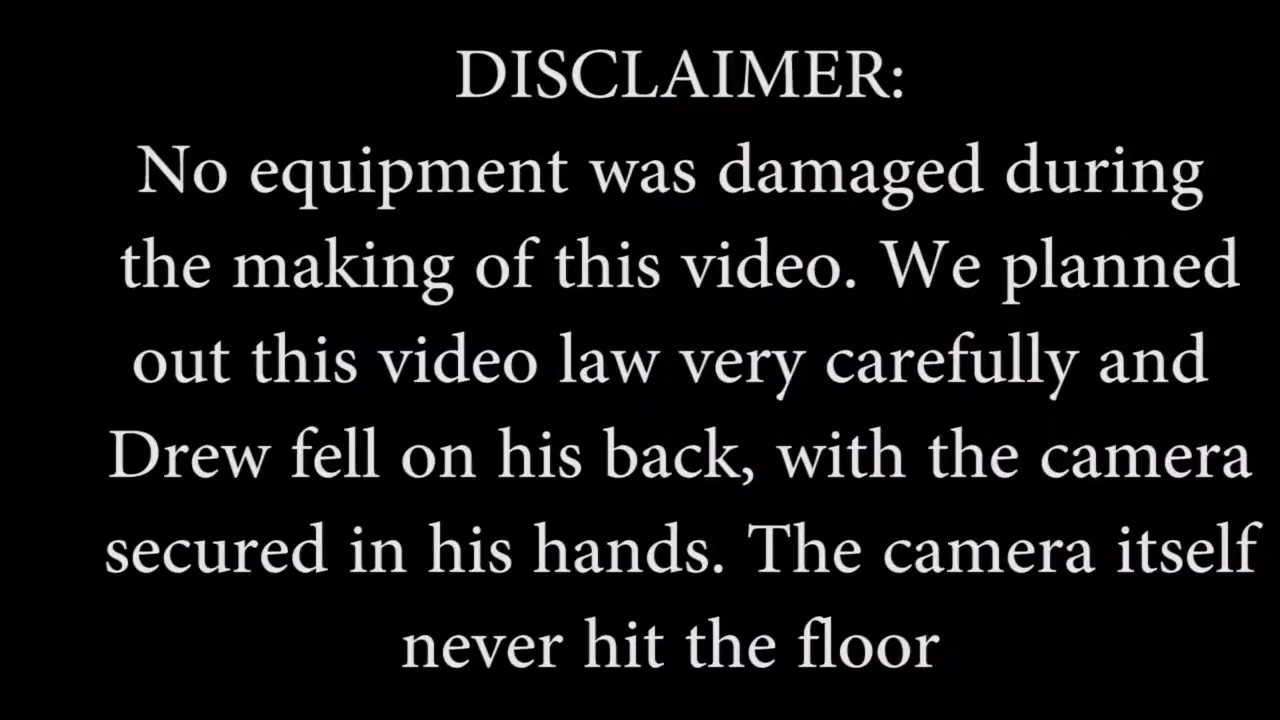 DISCLAIMER:
No equipment was damaged during
the making of this video. We planned
out this video law very carefully and
Drew fell on his back, with the camera
secured in his hands. The camera itself
never hit the floor